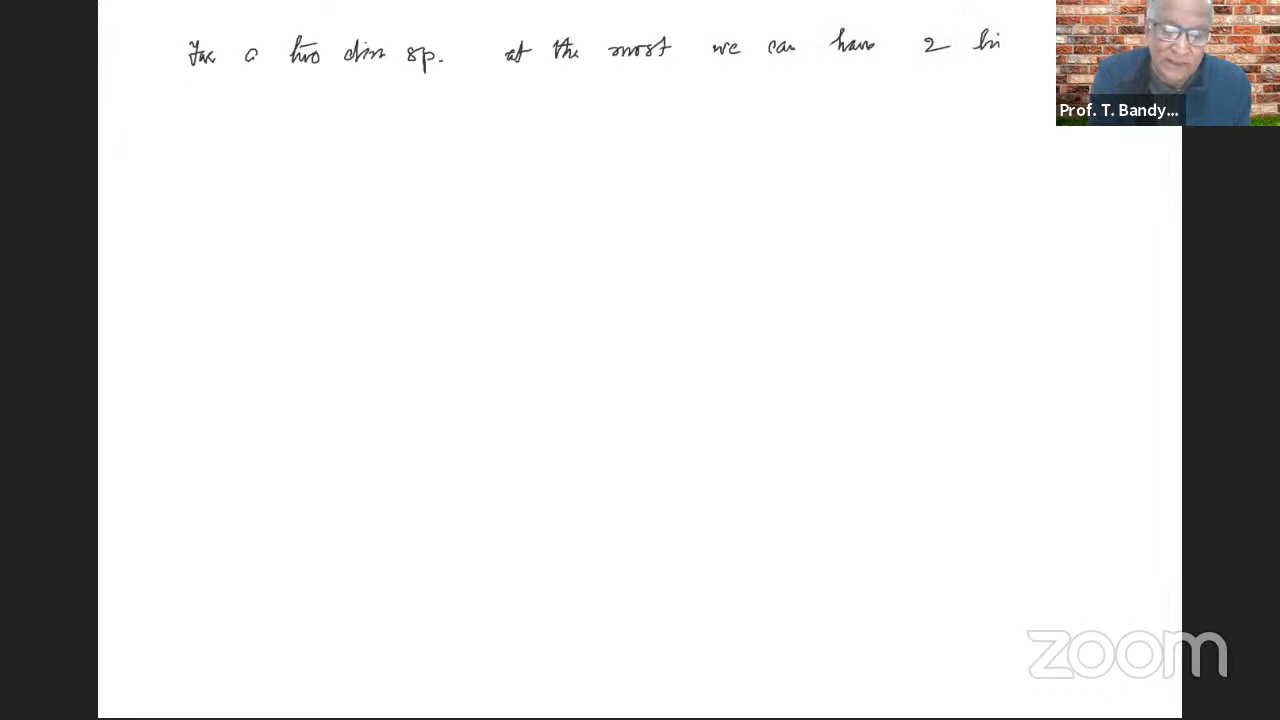 For a two dim sp. at the most we can have 2 li
Prof. T. Bandy...
zoom